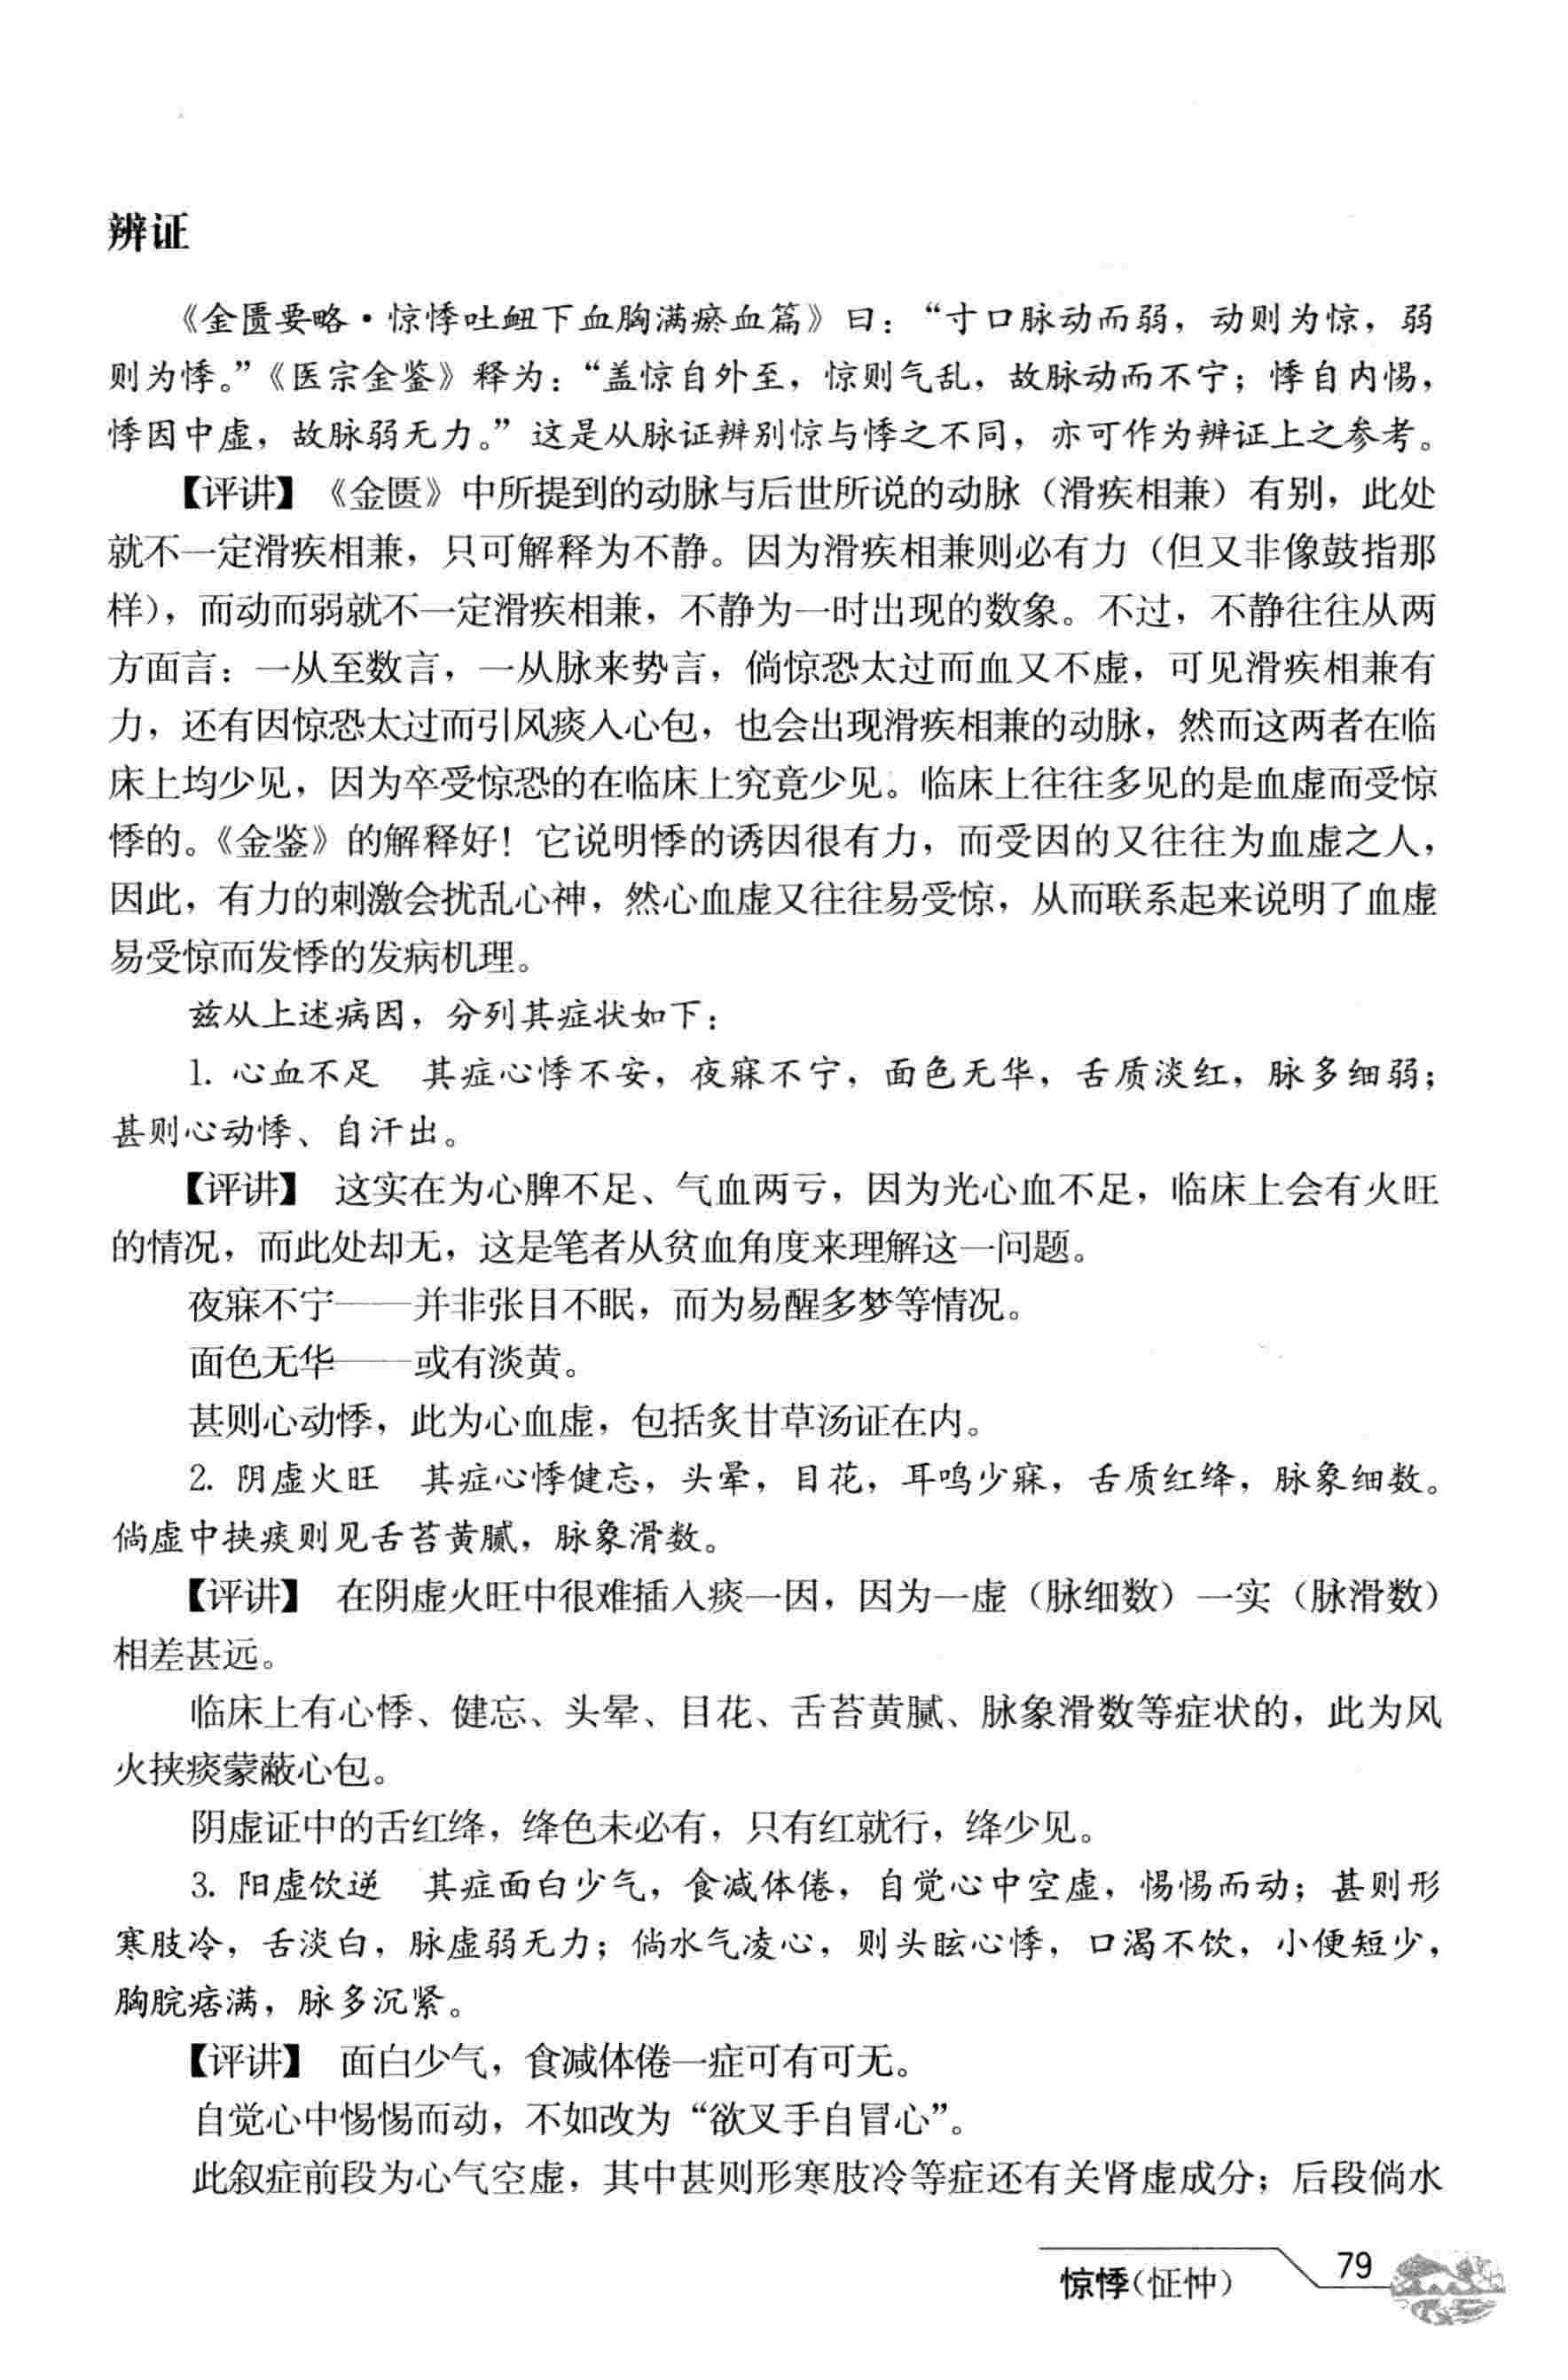 辨证
《金匮要略·惊悸吐衄下血胸满瘀血篇》曰：“寸口脉动而弱，动则为惊，弱
则为悸。”《医宗金鉴》释为：“盖惊自外至，惊则气乱，故脉动而不宁；悸自内惕，
悸因中虚，故脉弱无力。”这是从脉证辨别惊与悸之不同，亦可作为辨证上之参考。
【评讲】《金匮》中所提到的动脉与后世所说的动脉（滑疾相兼）有别，此处
就不一定滑疾相兼，只可解释为不静。因为滑疾相兼则必有力（但又非像鼓指那
样），而动而弱就不一定滑疾相兼，不静为一时出现的数象。不过，不静往往从两
方面言：一从至数言，一从脉来势言，倘惊恐太过而血又不虚，可见滑疾相兼有
力，还有因惊恐太过而引风痰入心包，也会出现滑疾相兼的动脉，然而这两者在临
床上均少见，因为卒受惊恐的在临床上究竟少见。临床上往往多见的是血虚而受惊
悸的。《金鉴》的解释好！它说明悸的诱因很有力，而受因的又往往为血虚之人，
因此，有力的刺激会扰乱心神，然心血虚又往往易受惊，从而联系起来说明了血虚
易受惊而发悸的发病机理。
兹从上述病因，分列其症状如下：
1. 心血不足　其症心悸不安，夜寐不宁，面色无华，舌质淡红，脉多细弱；
甚则心动悸、自汗出。
【评讲】　这实在为心脾不足、气血两亏，因为光心血不足，临床上会有火旺
的情况，而此处却无，这是笔者从贫血角度来理解这一问题。
夜寐不宁——并非张目不眠，而为易醒多梦等情况。
面色无华——或有淡黄。
甚则心动悸，此为心血虚，包括炙甘草汤证在内。
2. 阴虚火旺　其症心悸健忘，头晕，目花，耳鸣少寐，舌质红绛，脉象细数。
倘虚中挟痰则见舌苔黄腻，脉象滑数。
【评讲】　在阴虚火旺中很难插入痰一因，因为一虚（脉细数）一实（脉滑数）
相差甚远。
临床上有心悸、健忘、头晕、目花、舌苔黄腻、脉象滑数等症状的，此为风
火挟痰蒙蔽心包。
阴虚证中的舌红绛，绛色未必有，只有红就行，绛少见。
3. 阳虚饮逆　其症面白少气，食减体倦，自觉心中空虚，惕惕而动；甚则形
寒肢冷，舌淡白，脉虚弱无力；倘水气凌心，则头眩心悸，口渴不饮，小便短少，
胸脘痞满，脉多沉紧。
【评讲】　面白少气，食减体倦一症可有可无。
自觉心中惕惕而动，不如改为“欲叉手自冒心”。
此叙症前段为心气空虚，其中甚则形寒肢冷等症还有关肾虚成分；后段倘水
惊悸（怔忡）
79